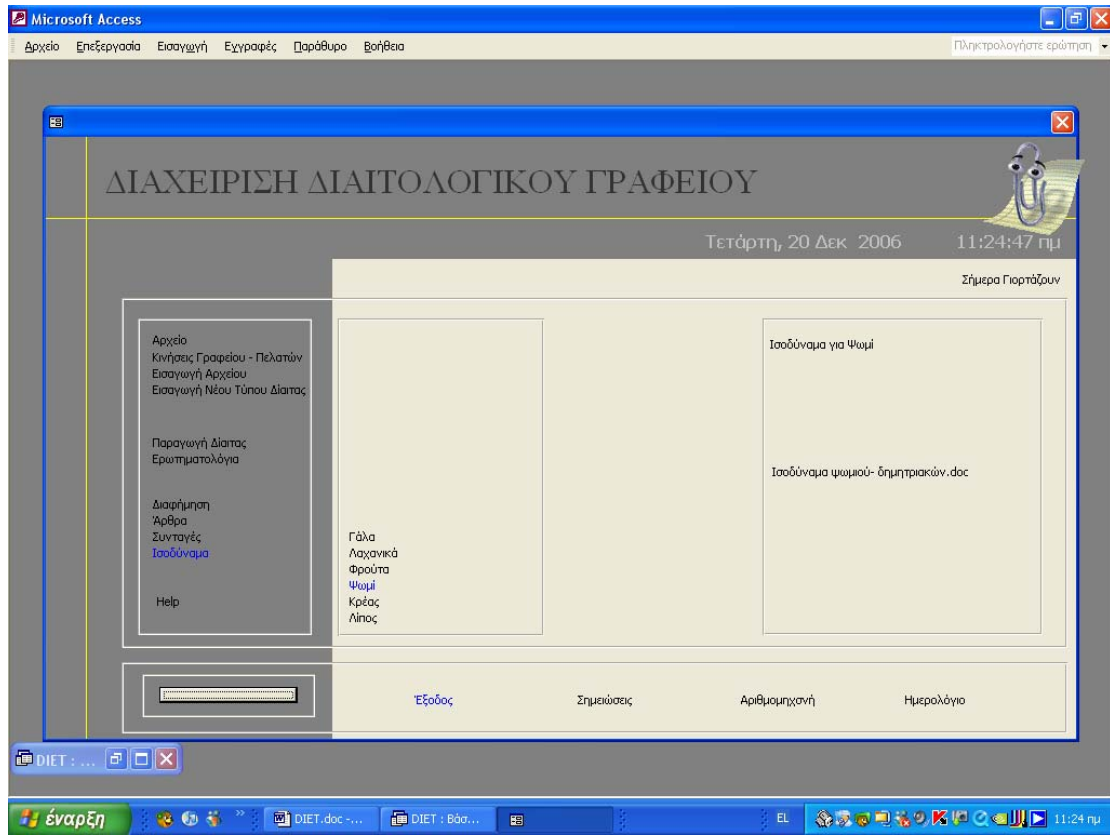 Microsoft Access
Αρχείο Επεξεργασία Εισαγωγή Εγγραφές Παράθυρο Βοήθεια Πληκτρολογήστε ερώτηση
ΔΙΑΧΕΙΡΙΣΗ ΔΙΑΙΤΟΛΟΓΙΚΟΥ ΓΡΑΦΕΙΟΥ
Τετάρτη, 20 Δεκ 2006 11:24:47 πμ
Σήμερα Γιορτάζουν
Αρχείο
Κινήσεις Γραφείου - Πελατών
Εισαγωγή Αρχείου
Εισαγωγή Νέου Τύπου Δίαιτας
Παραγωγή Δίαιτας
Ερωτηματολόγια
Διαφήμηση
Άρθρα
Συνταγές
Ισοδύναμα
Help
Γάλα
Λαχανικά
Φρούτα
Ψωμί
Κρέας
Λίπος
Ισοδύναμα για Ψωμί
Ισοδύναμα ψωμιού- δημητριακών.doc
Έξοδος Σημειώσεις Αριθμομηχανή Ημερολόγιο
DIET : ...
έναρξη DIET.doc -... DIET : Βάσ... EL 11:24 πμ